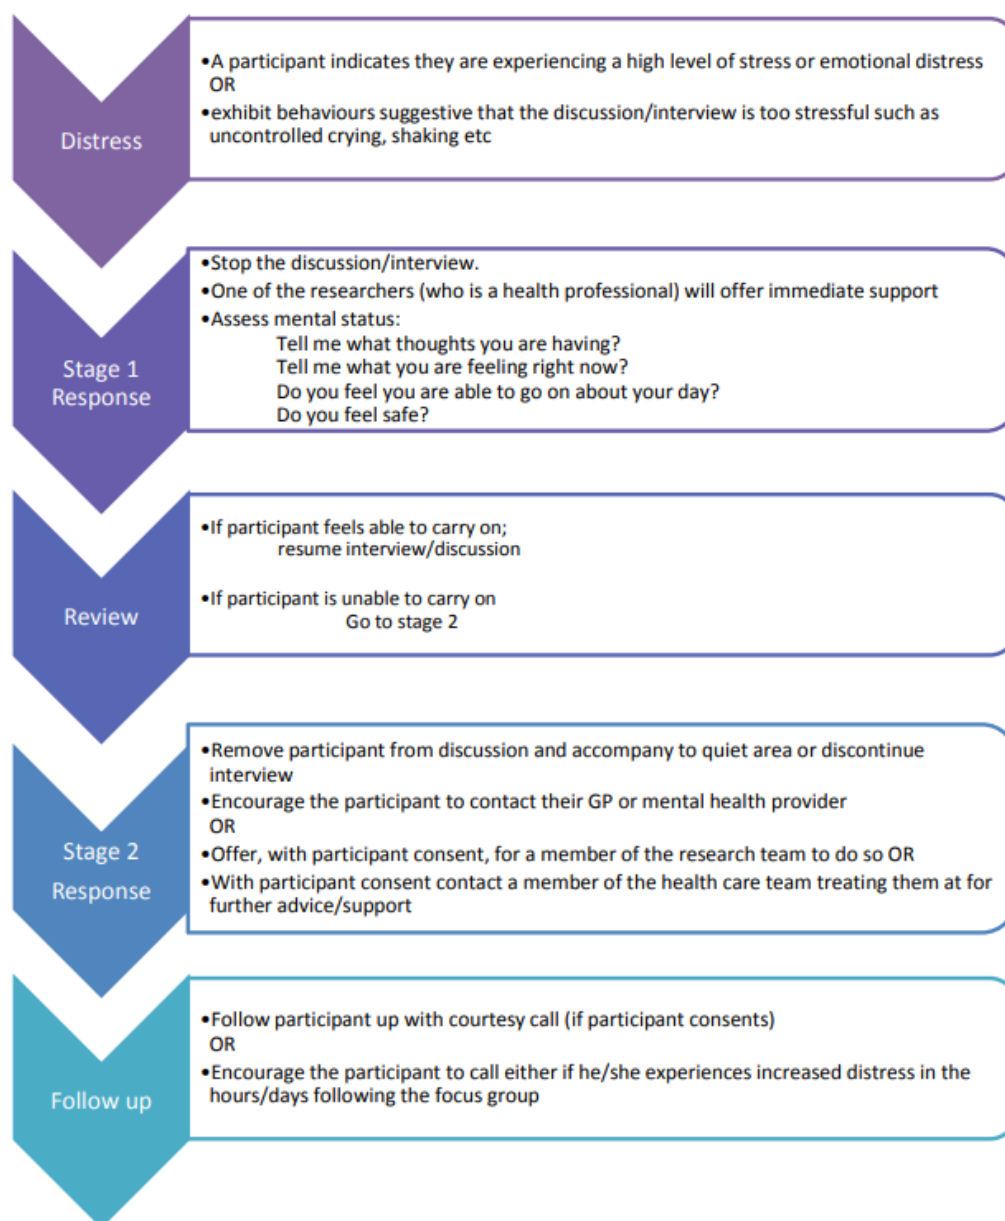 Distress
•A participant indicates they are experiencing a high level of stress or emotional distress
OR
•exhibit behaviours suggestive that the discussion/interview is too stressful such as
uncontrolled crying, shaking etc
Stage 1
Response
•Stop the discussion/interview.
•One of the researchers (who is a health professional) will offer immediate support
•Assess mental status:
Tell me what thoughts you are having?
Tell me what you are feeling right now?
Do you feel you are able to go on about your day?
Do you feel safe?
Review
•If participant feels able to carry on;
resume interview/discussion
•If participant is unable to carry on
Go to stage 2
Stage 2
Response
•Remove participant from discussion and accompany to quiet area or discontinue
interview
•Encourage the participant to contact their GP or mental health provider
OR
•Offer, with participant consent, for a member of the research team to do so OR
•With participant consent contact a member of the health care team treating them at for
further advice/support
Follow up
•Follow participant up with courtesy call (if participant consents)
OR
•Encourage the participant to call either if he/she experiences increased distress in the
hours/days following the focus group